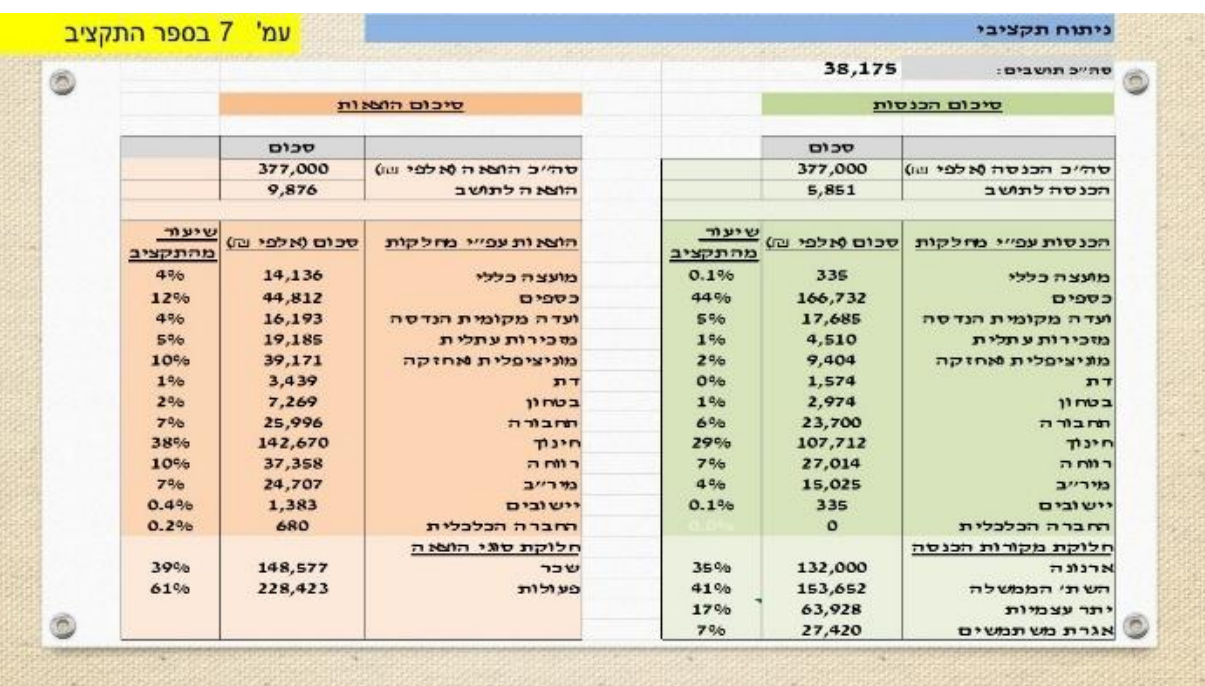 עמ' 7 בספר התקציב
ניתוח תקציבי
סה״כ תושבים: 38,175
סיכום הכנסות
סכום
סה״כ הכנסה (אלפי ₪) 377,000
הכנסה לתושב 5,851
הכנסות עפ״י מחלקות סכום (אלפי ₪) שיעור מהתקציב
מועצה כללי 335 0.1%
כספים 166,732 44%
ועדה מקומית הנדסה 17,685 5%
מזכירות עתלית 4,510 1%
מוניציפלית ואחזקה 9,404 2%
דת 1,574 0%
בטחון 2,974 1%
תחבורה 23,700 6%
חינוך 107,712 29%
רווחה 27,014 7%
מיר״ב 15,025 4%
יישובים 335 0.1%
החברה הכלכלית 0 0.0%
חלוקת מקורות הכנסה
ארנונה 132,000 35%
השת' הממשלה 153,652 41%
יתר עצמיות 63,928 17%
אגרת משתמשים 27,420 7%
סיכום הוצאות
סכום
סה״כ הוצאה (אלפי ₪) 377,000
הוצאה לתושב 9,876
הוצאות עפ״י מחלקות סכום (אלפי ₪) שיעור מהתקציב
מועצה כללי 14,136 4%
כספים 44,812 12%
ועדה מקומית הנדסה 16,193 4%
מזכירות עתלית 19,185 5%
מוניציפלית ואחזקה 39,171 10%
דת 3,439 1%
בטחון 7,269 2%
תחבורה 25,996 7%
חינוך 142,670 38%
רווחה 37,358 10%
מיר״ב 24,707 7%
יישובים 1,383 0.4%
החברה הכלכלית 680 0.2%
חלוקת סוגי הוצאה
שכר 148,577 39%
פעולות 228,423 61%